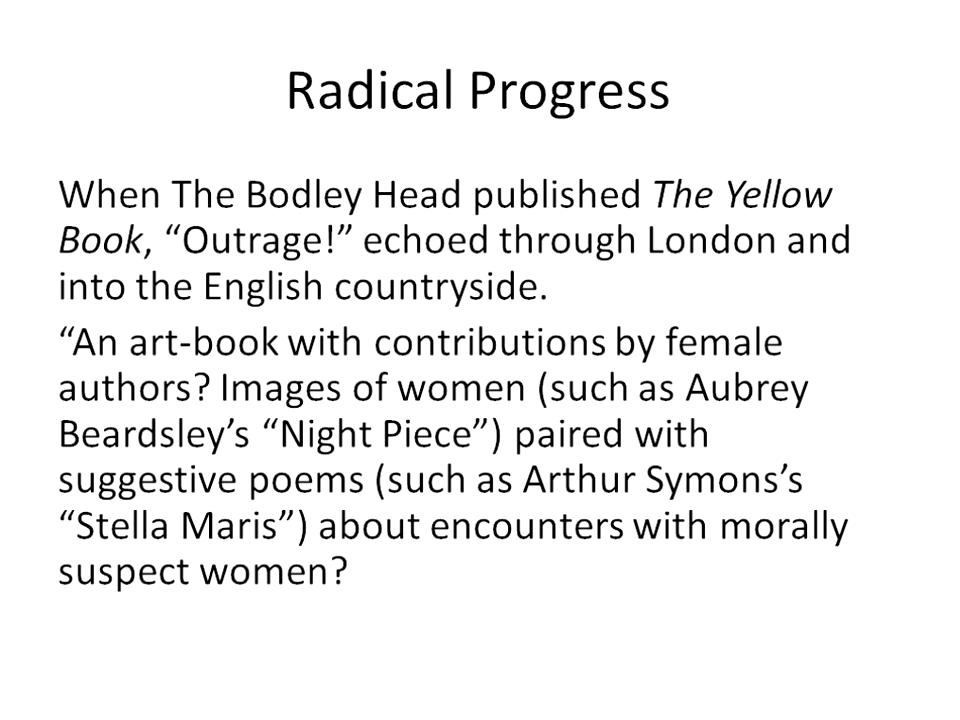 Radical Progress
When The Bodley Head published The Yellow
Book, “Outrage!” echoed through London and
into the English countryside.
“An art-book with contributions by female
authors? Images of women (such as Aubrey
Beardsley’s “Night Piece”) paired with
suggestive poems (such as Arthur Symons’s
“Stella Maris”) about encounters with morally
suspect women?